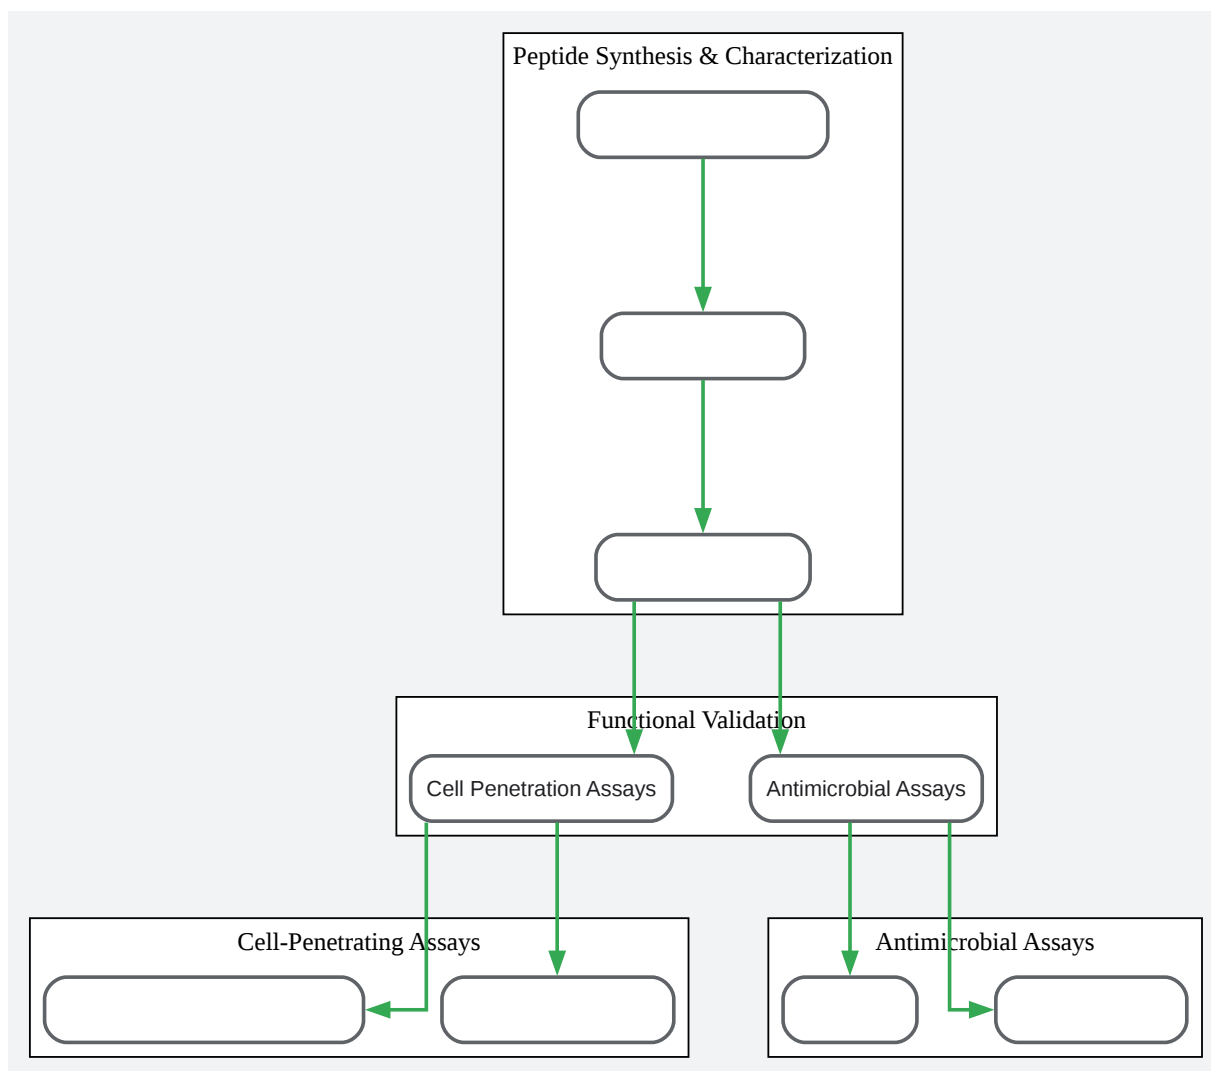 Peptide Synthesis & Characterization
Functional Validation
Cell Penetration Assays
Antimicrobial Assays
Cell-Penetrating Assays
Antimicrobial Assays